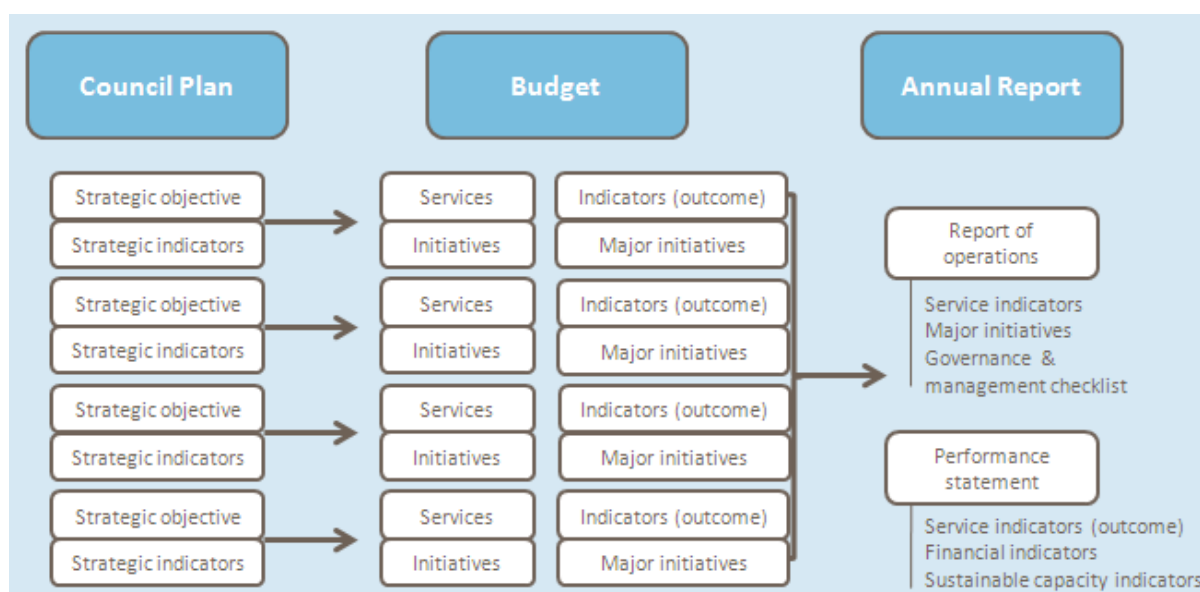 Council Plan
Budget
Annual Report
Strategic objective
Strategic indicators
Strategic objective
Strategic indicators
Strategic objective
Strategic indicators
Strategic objective
Strategic indicators
Services
Initiatives
Services
Initiatives
Services
Initiatives
Services
Initiatives
Indicators (outcome)
Major initiatives
Indicators (outcome)
Major initiatives
Indicators (outcome)
Major initiatives
Indicators (outcome)
Major initiatives
Report of
operations
Service indicators
Major initiatives
Governance &
management checklist
Performance
statement
Service indicators (outcome)
Financial indicators
Sustainable capacity indicators